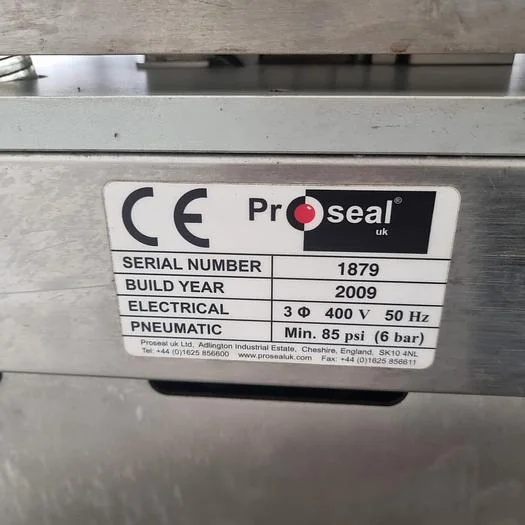 CE Proseal®
uk
SERIAL NUMBER 1879
BUILD YEAR 2009
ELECTRICAL 3 Φ 400 V 50 Hz
PNEUMATIC Min. 85 psi (6 bar)
Proseal uk Ltd, Adlington Industrial Estate, Cheshire, England, SK10 4NL
Tel: +44 (0)1625 856600 www.prosealuk.com Fax: +44 (0)1625 856611